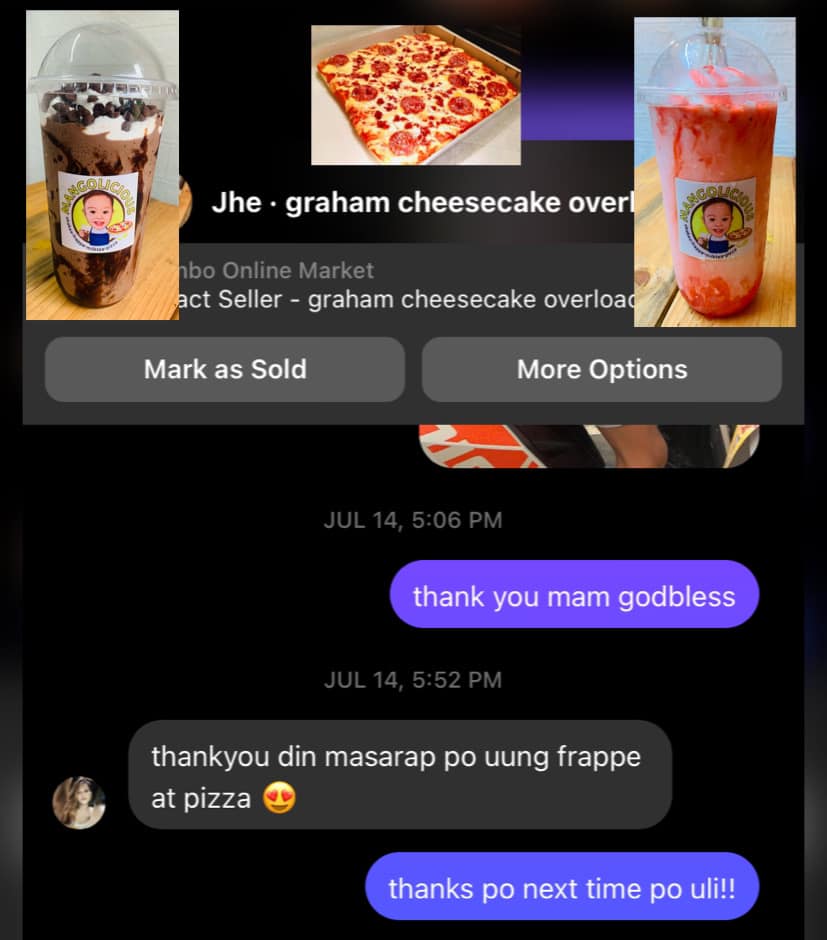 MANGOLICIOUS
MANGOLICIOUS
Jhe · graham cheesecake overl
nbo Online Market
act Seller - graham cheesecake overloa
Mark as Sold
More Options
JUL 14, 5:06 PM
thank you mam godbless
JUL 14, 5:52 PM
thankyou din masarap po uung frappe
at pizza 😍
thanks po next time po uli!!